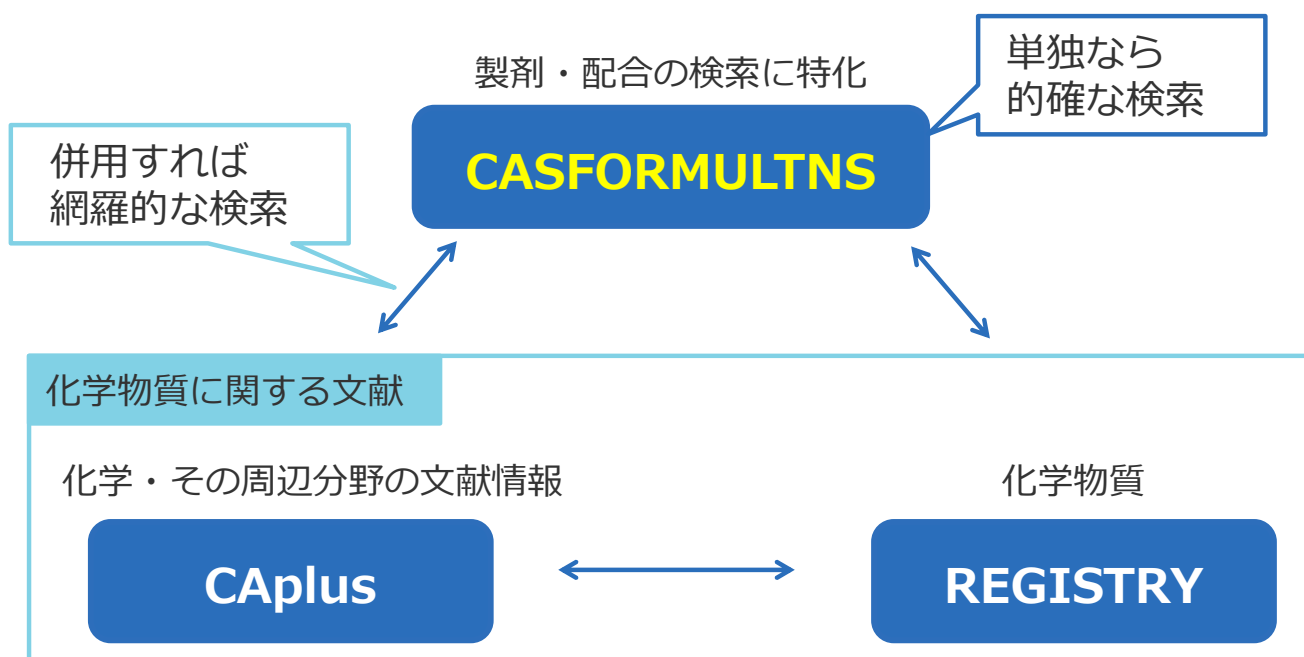 製剤・配合の検索に特化
単独なら
的確な検索
併用すれば
網羅的な検索
CASFORMULTNS
化学物質に関する文献
化学・その周辺分野の文献情報
化学物質
CAplus
REGISTRY